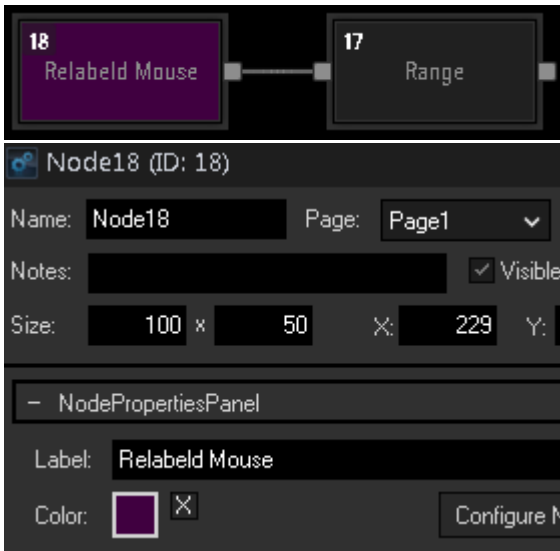 18
Relabeld Mouse
17
Range
Node18 (ID: 18)
Name: Node18 Page: Page1
Notes: Visible
Size: 100 x 50 X: 229 Y:
– NodePropertiesPanel
Label: Relabeld Mouse
Color: X Configure